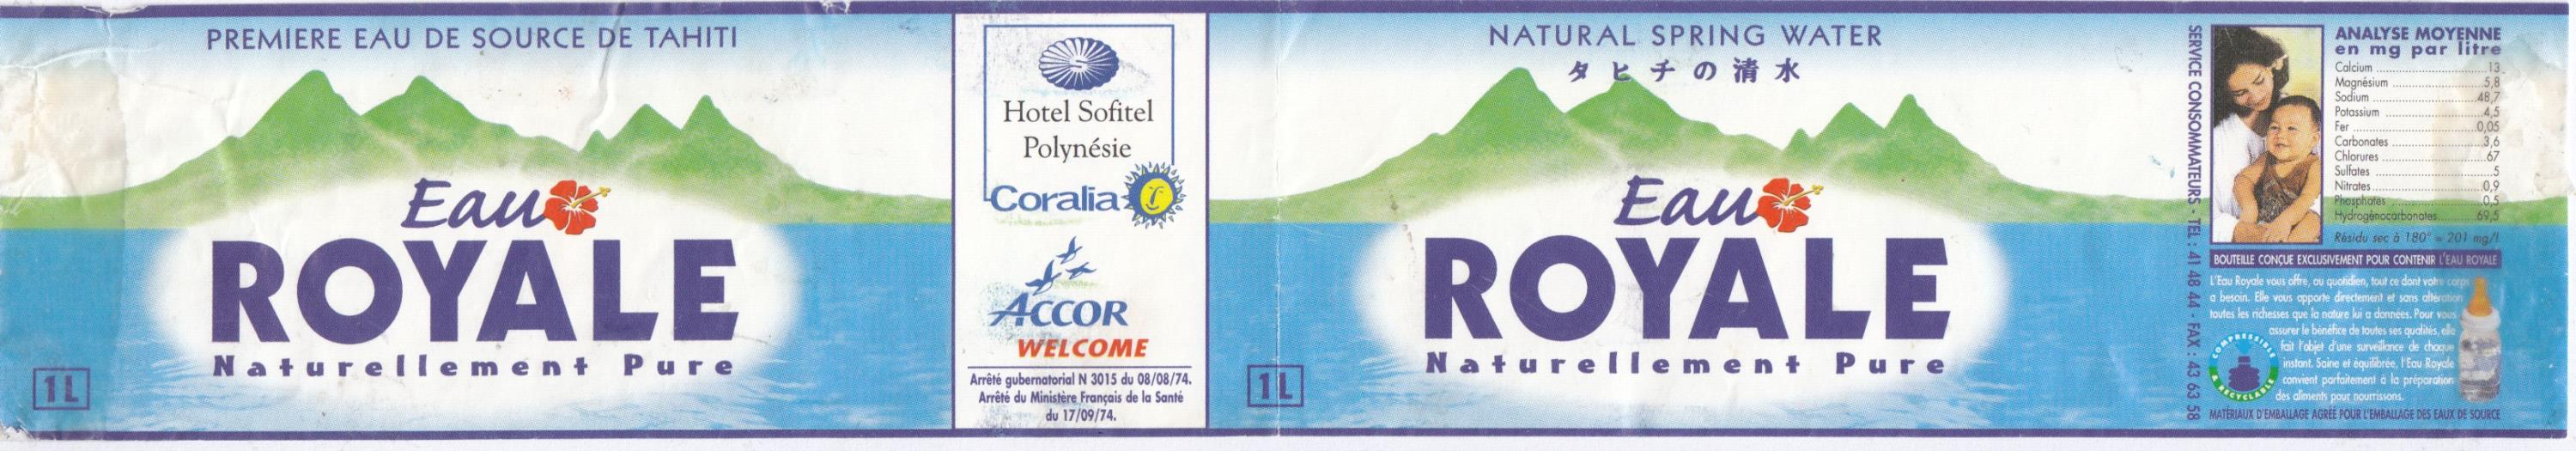 PREMIERE EAU DE SOURCE DE TAHITI
Eau
ROYALE
Naturellement Pure
1L
S
Hotel Sofitel
Polynésie
Coralia
ACCOR
WELCOME
Arrêté gubernatorial N 3015 du 08/08/74.
Arrêté du Ministère Français de la Santé
du 17/09/74.
NATURAL SPRING WATER
タヒチの清水
Eau
ROYALE
Naturellement Pure
1L
SERVICE CONSOMMATEURS - TEL : 41 48 44 - FAX : 43 63 58
ANALYSE MOYENNE
en mg par litre
Calcium 13
Magnésium 5,8
Sodium 48,7
Potassium 4,5
Fer 0,05
Carbonates 3,6
Chlorures 67
Sulfates 5
Nitrates 0,9
Phosphates 0,5
Hydrogénocarbonates 69,5
Résidu sec à 180° = 201 mg/l
BOUTEILLE CONÇUE EXCLUSIVEMENT POUR CONTENIR L'EAU ROYALE
L'Eau Royale vous offre, au quotidien, tout ce dont votre corps
a besoin. Elle vous apporte directement et sans altération
toutes les richesses que la nature lui a données. Pour vous
assurer le bénéfice de toutes ses qualités, elle
fait l'objet d'une surveillance de chaque
instant. Saine et équilibrée, l'Eau Royale
convient parfaitement à la préparation
des aliments pour nourrissons.
COMPRESSIBLE
& RECYCLABLE
MATÉRIAUX D'EMBALLAGE AGRÉÉ POUR L'EMBALLAGE DES EAUX DE SOURCE